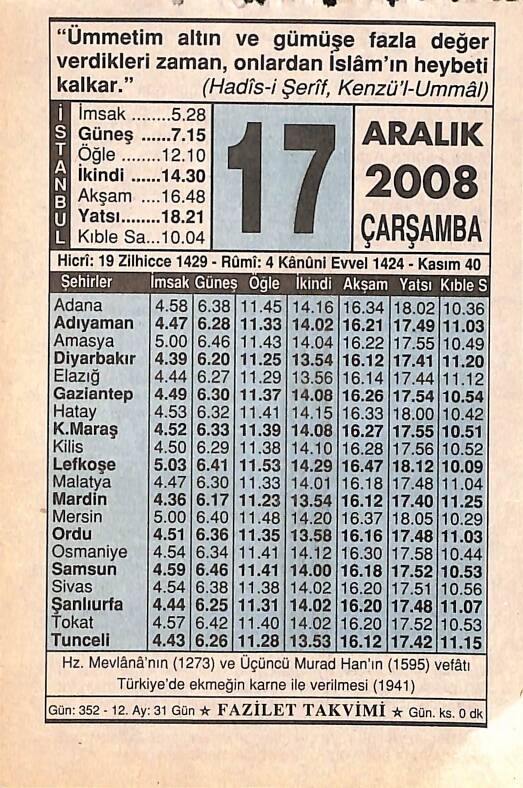 “Ümmetim altın ve gümüşe fazla değer
verdikleri zaman, onlardan İslâm’ın heybeti
kalkar.” (Hadîs-i Şerîf, Kenzü’l-Ummâl)
İSTANBUL
İmsak ........5.28
Güneş ......7.15
Öğle ........12.10
İkindi ......14.30
Akşam ....16.48
Yatsı........18.21
Kıble Sa...10.04
17
ARALIK
2008
ÇARŞAMBA
Hicrî: 19 Zilhicce 1429 - Rûmî: 4 Kânûni Evvel 1424 - Kasım 40
Şehirler İmsak Güneş Öğle İkindi Akşam Yatsı Kıble S
Adana 4.58 6.38 11.45 14.16 16.34 18.02 10.36
Adıyaman 4.47 6.28 11.33 14.02 16.21 17.49 11.03
Amasya 5.00 6.46 11.43 14.04 16.22 17.55 10.49
Diyarbakır 4.39 6.20 11.25 13.54 16.12 17.41 11.20
Elazığ 4.44 6.27 11.29 13.56 16.14 17.44 11.12
Gaziantep 4.49 6.30 11.37 14.08 16.26 17.54 10.54
Hatay 4.53 6.32 11.41 14.15 16.33 18.00 10.42
K.Maraş 4.52 6.33 11.39 14.08 16.27 17.55 10.51
Kilis 4.50 6.29 11.38 14.10 16.28 17.56 10.52
Lefkoşe 5.03 6.41 11.53 14.29 16.47 18.12 10.09
Malatya 4.47 6.30 11.33 14.01 16.18 17.48 11.04
Mardin 4.36 6.17 11.23 13.54 16.12 17.40 11.25
Mersin 5.00 6.40 11.48 14.20 16.37 18.05 10.29
Ordu 4.51 6.36 11.35 13.58 16.16 17.48 11.03
Osmaniye 4.54 6.34 11.41 14.12 16.30 17.58 10.44
Samsun 4.59 6.46 11.41 14.00 16.18 17.52 10.53
Sivas 4.54 6.38 11.38 14.02 16.20 17.51 10.56
Şanlıurfa 4.44 6.25 11.31 14.02 16.20 17.48 11.07
Tokat 4.57 6.42 11.40 14.02 16.20 17.52 10.53
Tunceli 4.43 6.26 11.28 13.53 16.12 17.42 11.15
Hz. Mevlânâ’nın (1273) ve Üçüncü Murad Han’ın (1595) vefâtı
Türkiye’de ekmeğin karne ile verilmesi (1941)
Gün: 352 - 12. Ay: 31 Gün ★ FAZİLET TAKVİMİ ★ Gün. ks. 0 dk